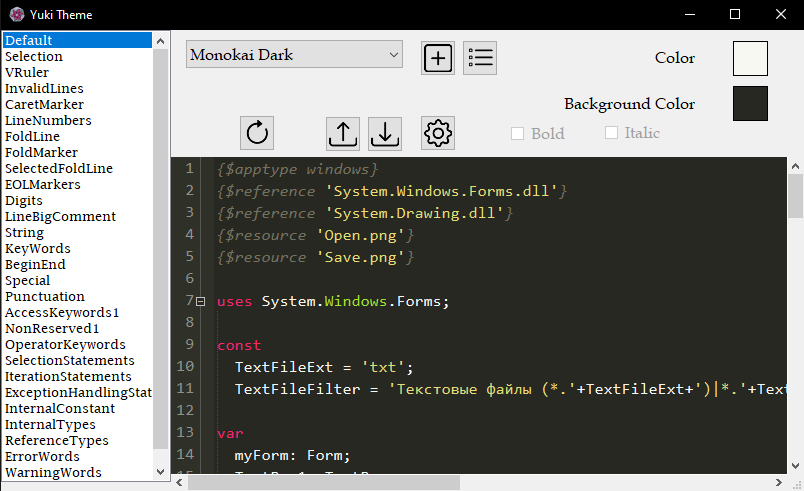 Yuki Theme
Default
Selection
VRuler
InvalidLines
CaretMarker
LineNumbers
FoldLine
FoldMarker
SelectedFoldLine
EOLMarkers
Digits
LineBigComment
String
KeyWords
BeginEnd
Special
Punctuation
AccessKeywords1
NonReserved1
OperatorKeywords
SelectionStatements
IterationStatements
ExceptionHandlingStat
InternalConstant
InternalTypes
ReferenceTypes
ErrorWords
WarningWords
Monokai Dark
Color
Background Color
Bold Italic
1 {$apptype windows}
2 {$reference 'System.Windows.Forms.dll'}
3 {$reference 'System.Drawing.dll'}
4 {$resource 'Open.png'}
5 {$resource 'Save.png'}
6
7 uses System.Windows.Forms;
8
9 const
10 TextFileExt = 'txt';
11 TextFileFilter = 'Текстовые файлы (*.'+TextFileExt+')|*.'+Text
12
13 var
14 myForm: Form;